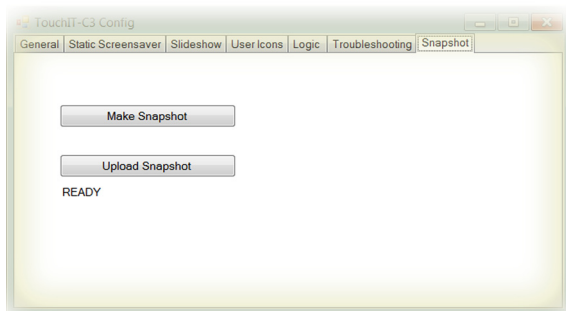 TouchIT-C3 Config
General Static Screensaver Slideshow User Icons Logic Troubleshooting Snapshot
Make Snapshot
Upload Snapshot
READY